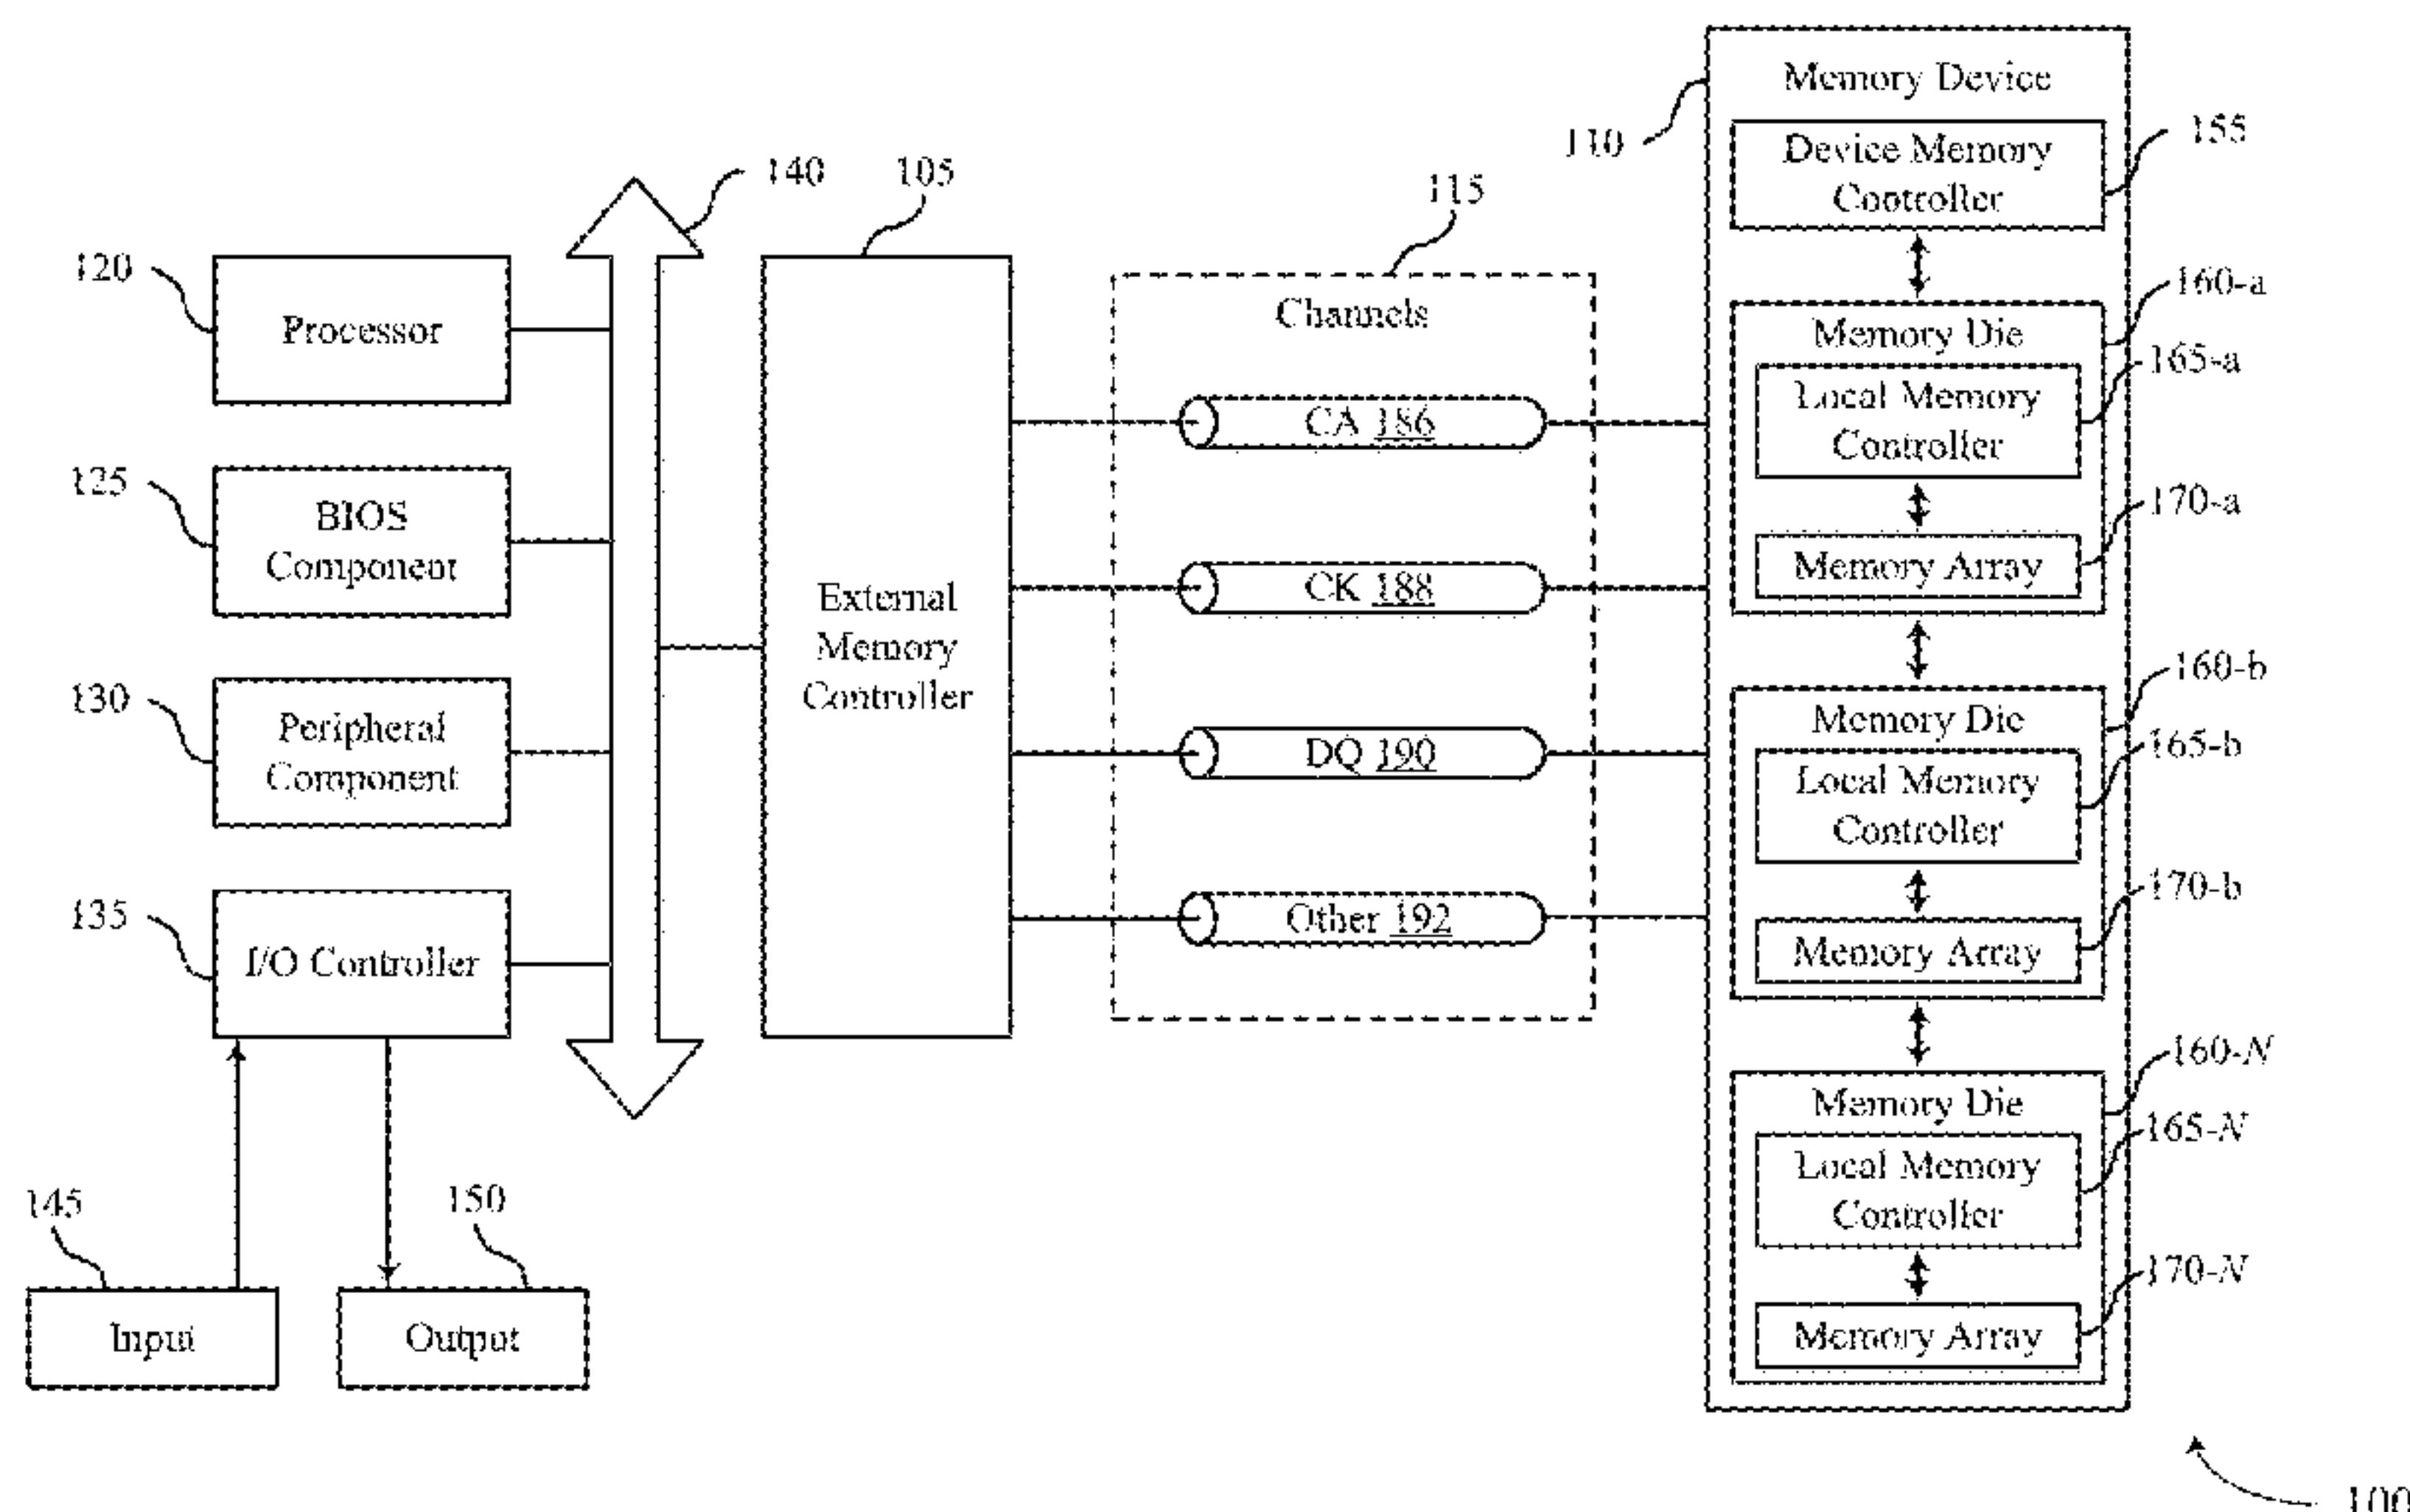 120
Processor
125
BIOS
Component
130
Peripheral
Component
135
I/O Controller
145
Input
150
Output
140
105
External
Memory
Controller
115
Channels
CA 186
CK 188
DQ 190
Other 192
110
Memory Device
Device Memory
Controller
155
160-a
Memory Die
165-a
Local Memory
Controller
170-a
Memory Array
160-b
Memory Die
165-b
Local Memory
Controller
170-b
Memory Array
160-N
Memory Die
165-N
Local Memory
Controller
170-N
Memory Array
100